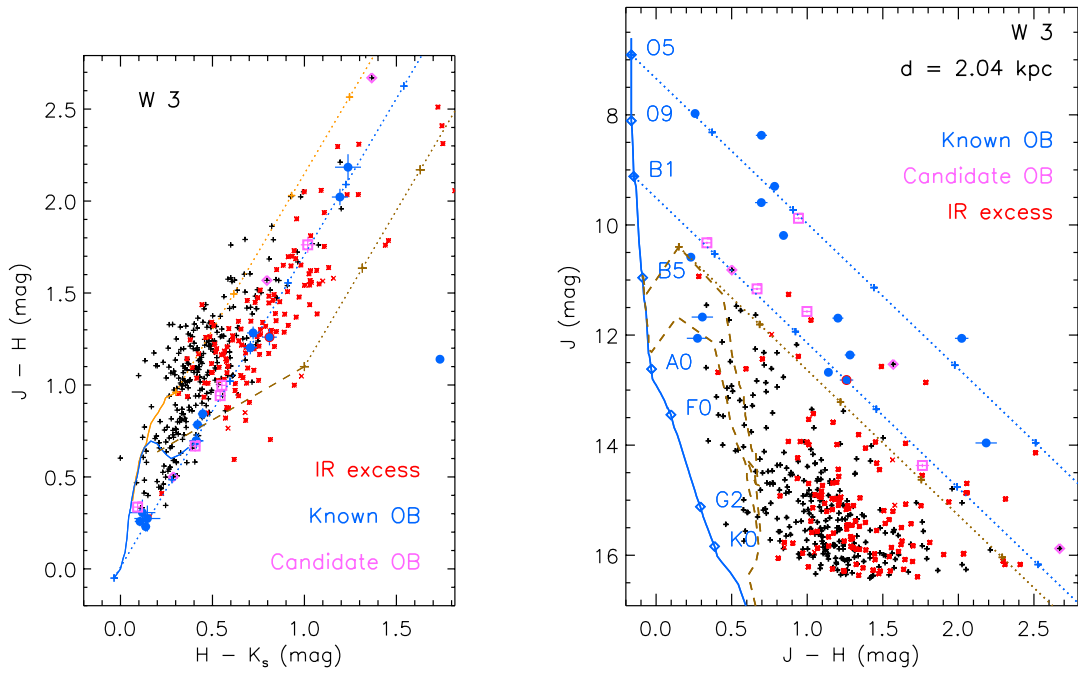 W 3
IR excess
Known OB
Candidate OB
0.0
0.5
1.0
1.5
2.0
2.5
J – H (mag)
0.0
0.5
1.0
1.5
H – Ks (mag)
W 3
d = 2.04 kpc
Known OB
Candidate OB
IR excess
O5
O9
B1
B5
A0
F0
G2
K0
8
10
12
14
16
J (mag)
0.0
0.5
1.0
1.5
2.0
2.5
J – H (mag)